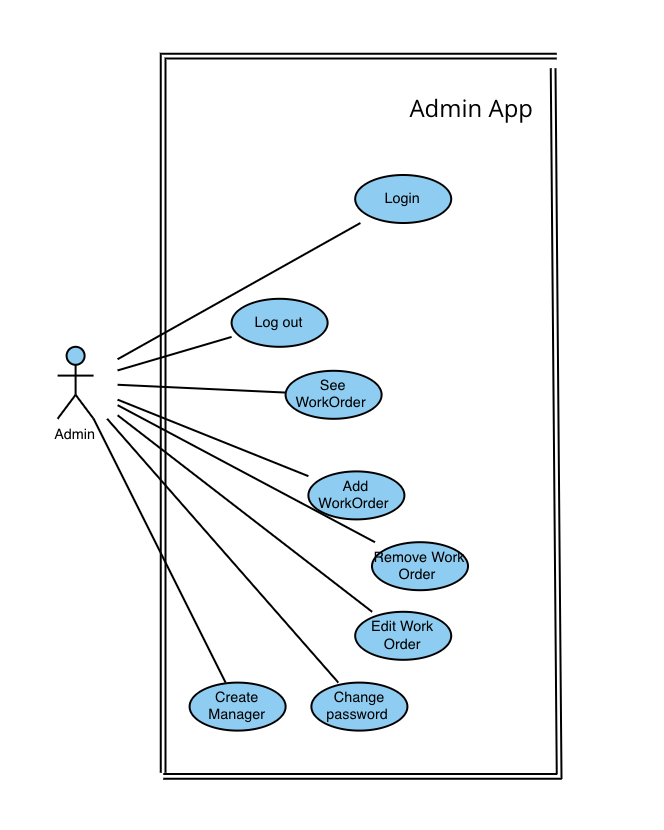 Admin App
Login
Log out
See
WorkOrder
Admin
Add
WorkOrder
Remove Work
Order
Edit Work
Order
Create
Manager
Change
password